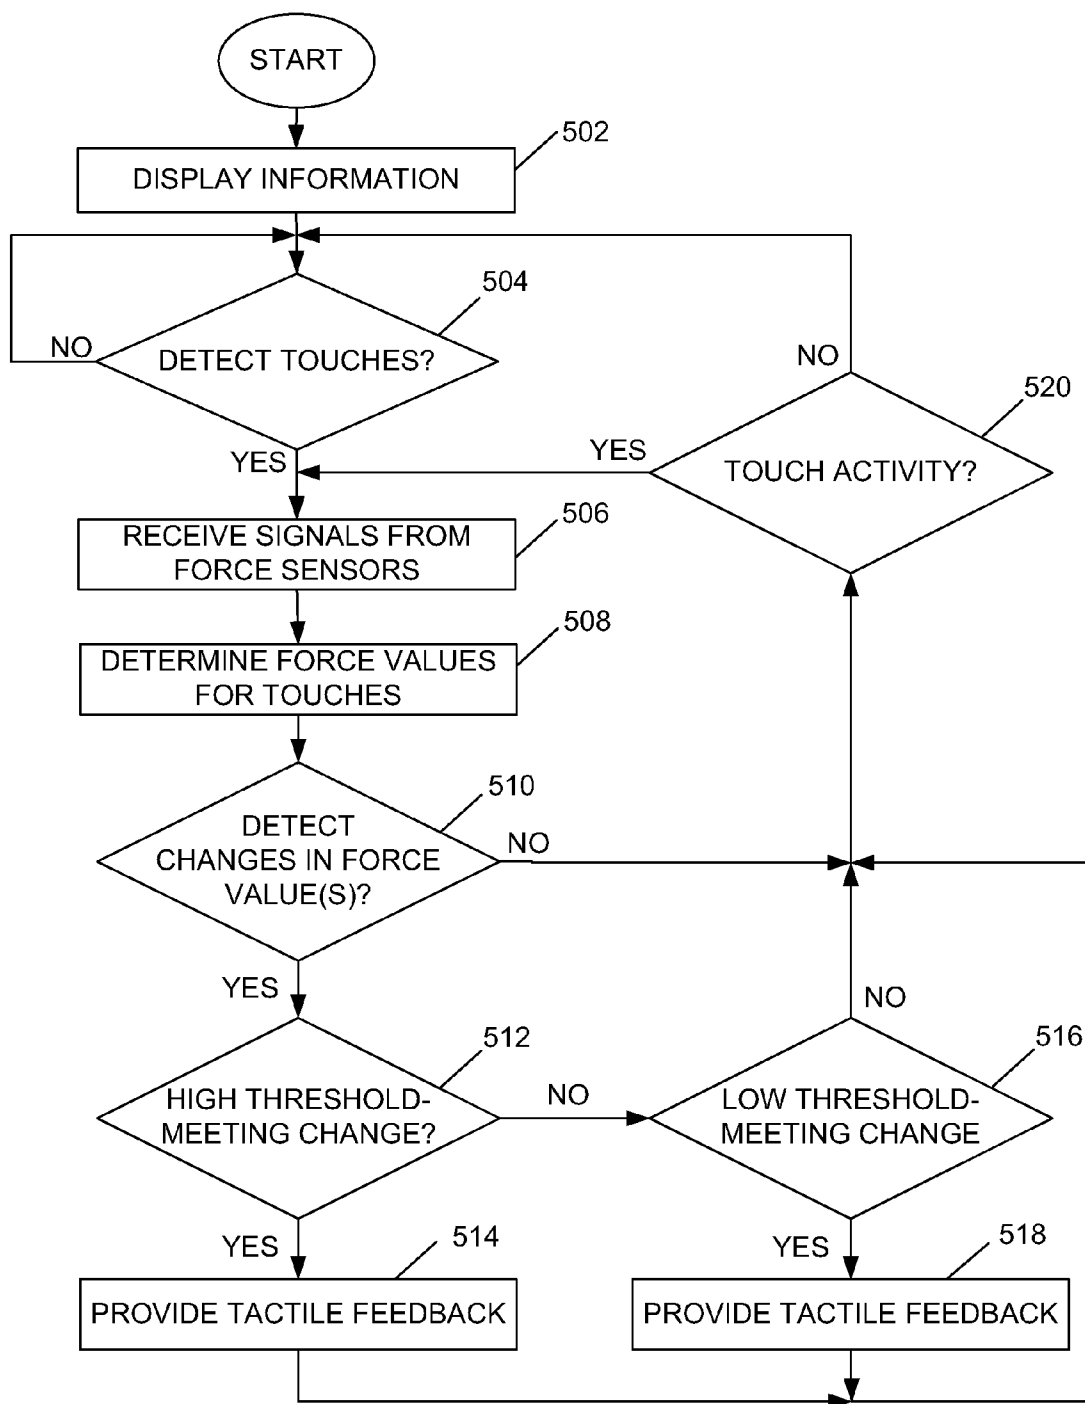 START
502
DISPLAY INFORMATION
504
NO
DETECT TOUCHES?
YES
NO
520
TOUCH ACTIVITY?
YES
506
RECEIVE SIGNALS FROM
FORCE SENSORS
508
DETERMINE FORCE VALUES
FOR TOUCHES
510
DETECT
CHANGES IN FORCE
VALUE(S)?
NO
YES
512
HIGH THRESHOLD-
MEETING CHANGE?
NO
NO
516
LOW THRESHOLD-
MEETING CHANGE
YES
514
PROVIDE TACTILE FEEDBACK
YES
518
PROVIDE TACTILE FEEDBACK